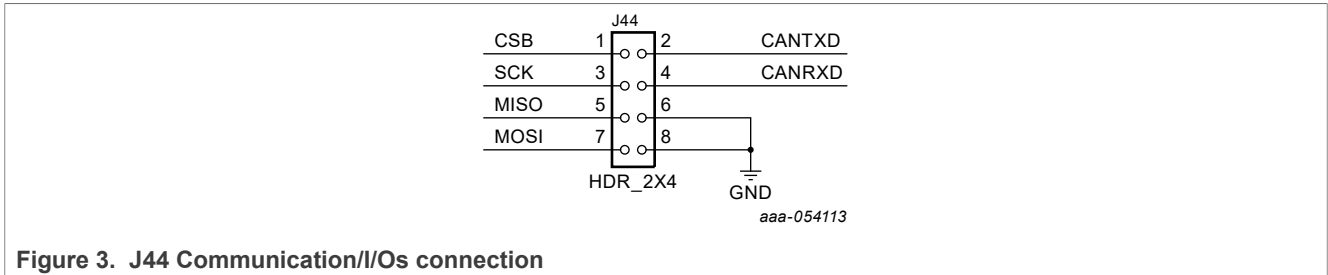 J44
CSB 1 2 CANTXD
SCK 3 4 CANRXD
MISO 5 6
MOSI 7 8
HDR_2X4
GND
aaa-054113
Figure 3. J44 Communication/I/Os connection